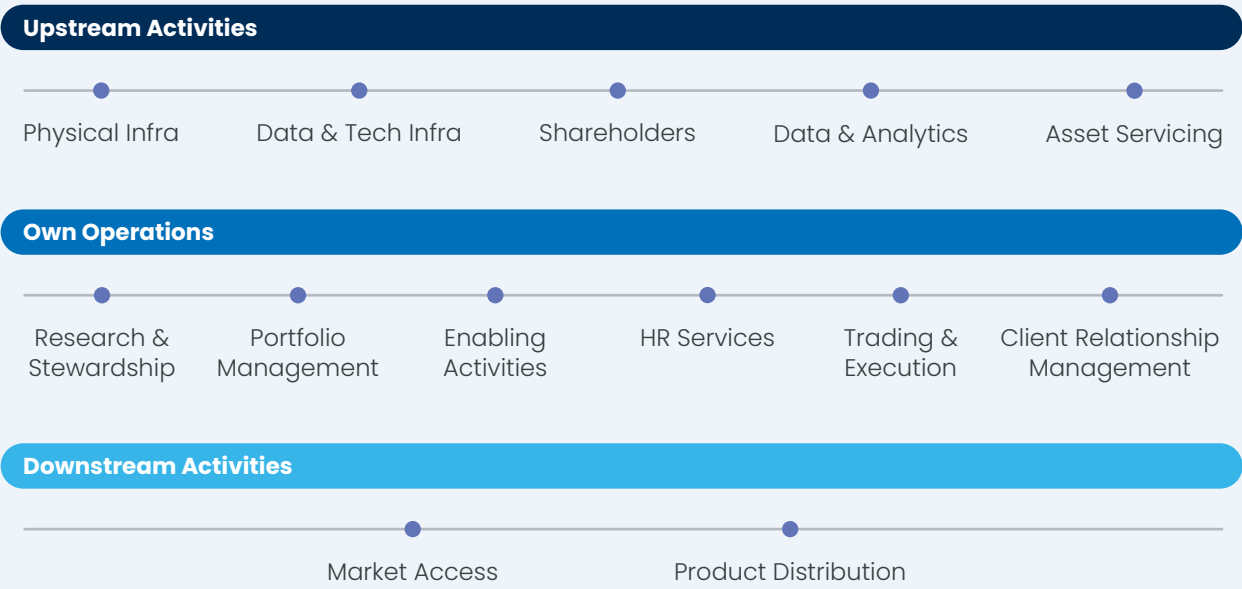 Upstream Activities
Physical Infra
Data & Tech Infra
Shareholders
Data & Analytics
Asset Servicing
Own Operations
Research &
Stewardship
Portfolio
Management
Enabling
Activities
HR Services
Trading &
Execution
Client Relationship
Management
Downstream Activities
Market Access
Product Distribution